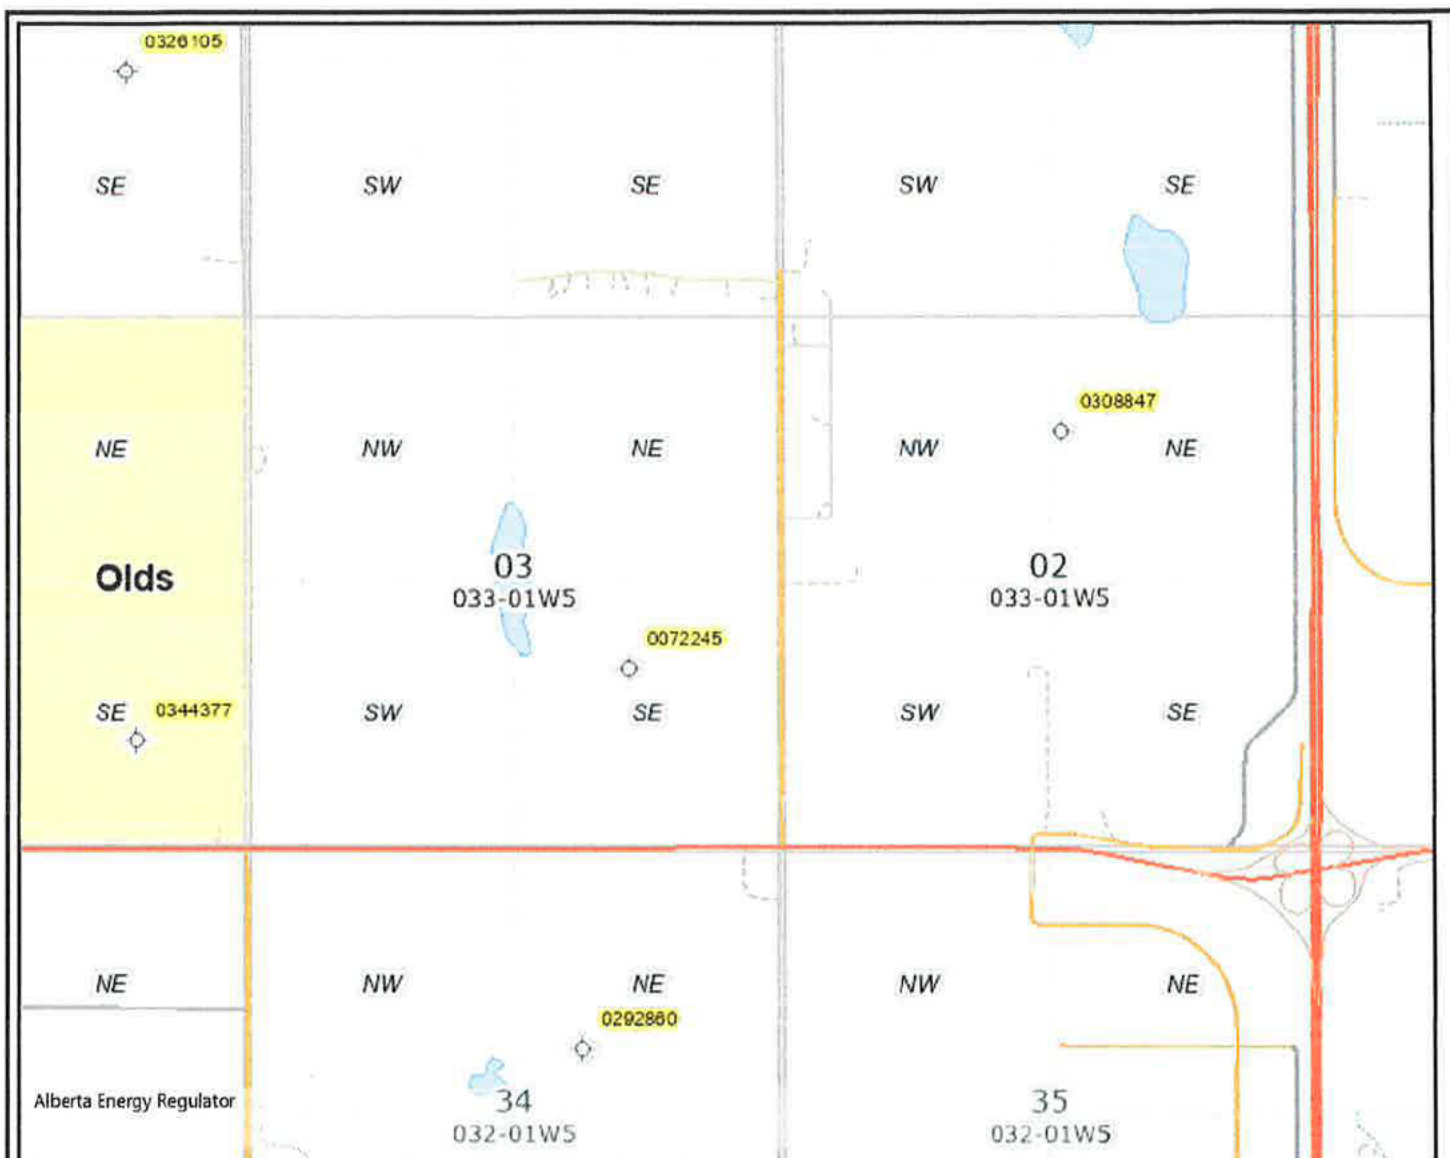 0326105
SE SW SE SW SE
0308847
NE NW NE NW NE
Olds 03 02
033-01W5 033-01W5
0072245
SE 0344377 SW SE SW SE
NE NW NE NW NE
0292860
Alberta Energy Regulator 34 35
032-01W5 032-01W5